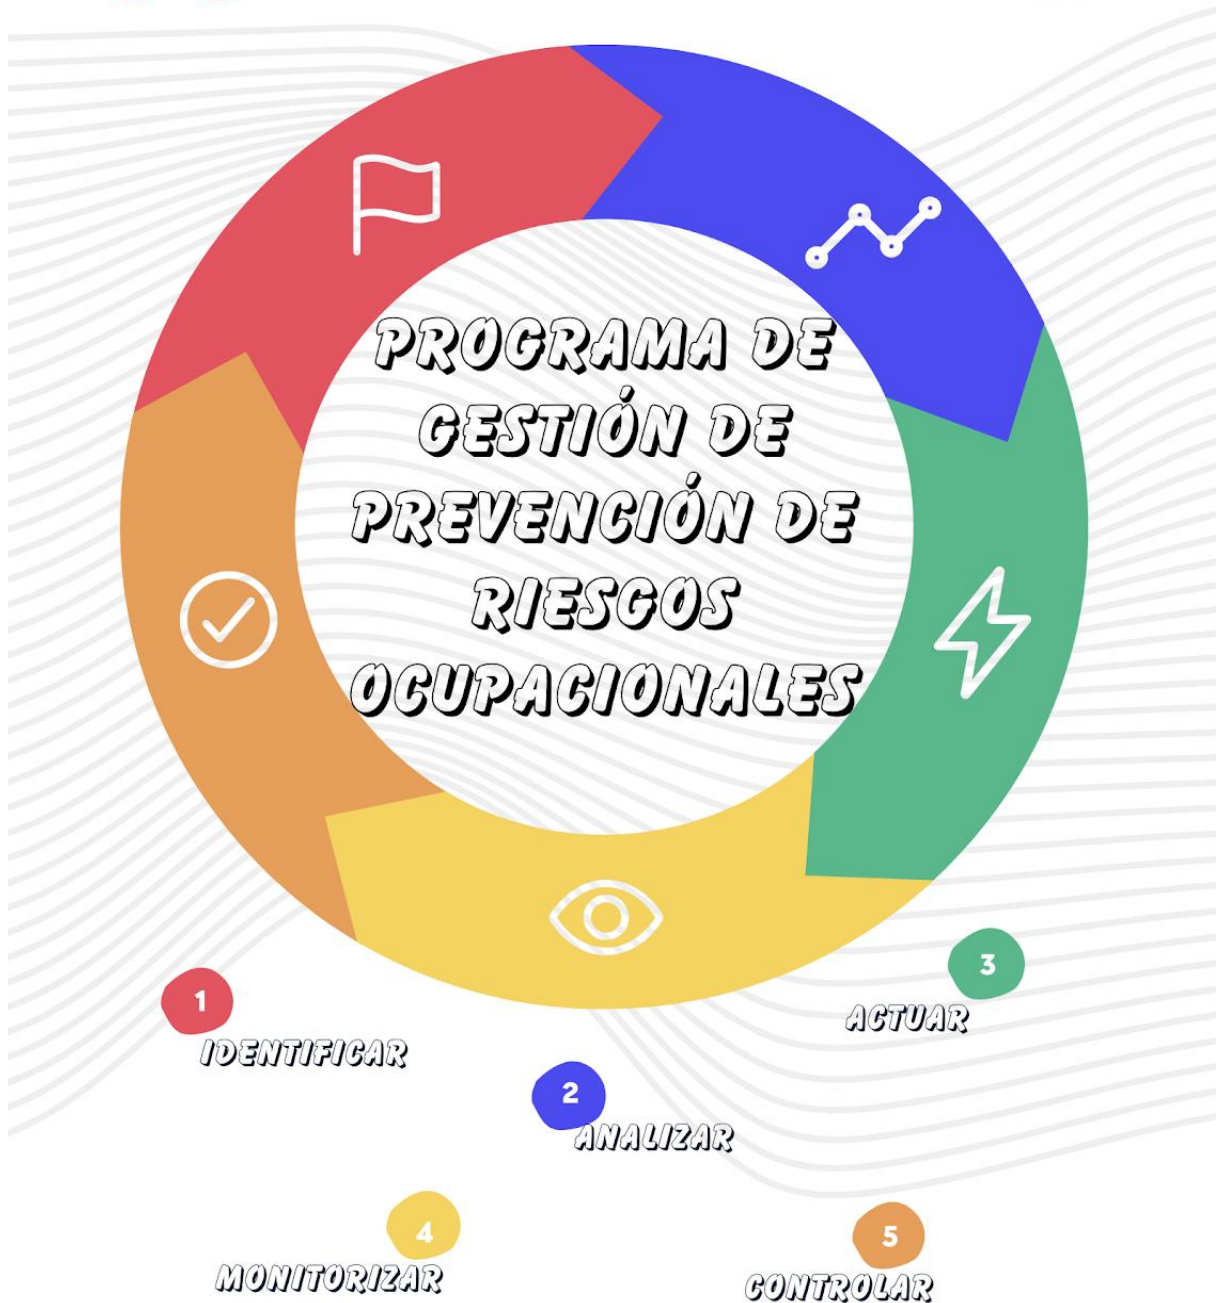 PROGRAMA DE
GESTIÓN DE
PREVENCIÓN DE
RIESGOS
OCUPACIONALES
1
IDENTIFICAR
2
ANALIZAR
3
ACTUAR
4
MONITORIZAR
5
CONTROLAR